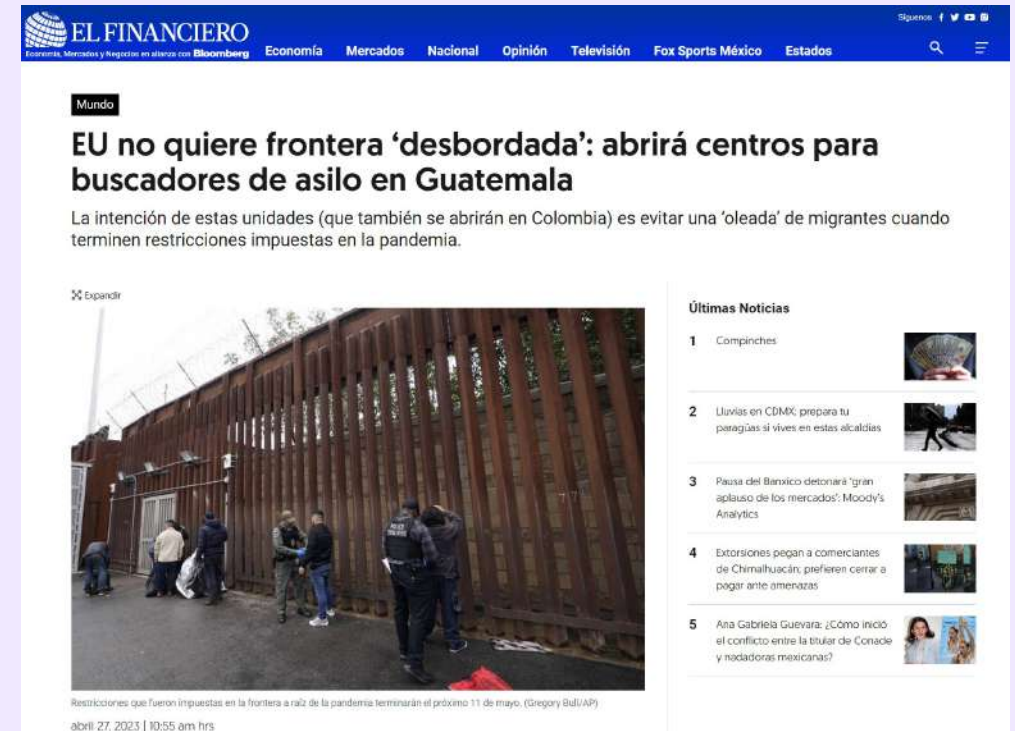 Síguenos
EL FINANCIERO
Economía, Mercados y Negocios en alianza con Bloomberg
Economía Mercados Nacional Opinión Televisión Fox Sports México Estados
Mundo
EU no quiere frontera ‘desbordada’: abrirá centros para
buscadores de asilo en Guatemala
La intención de estas unidades (que también se abrirán en Colombia) es evitar una ‘oleada’ de migrantes cuando
terminen restricciones impuestas en la pandemia.
Expandir
Restricciones que fueron impuestas en la frontera a raíz de la pandemia terminarán el próximo 11 de mayo. (Gregory Bull/AP)
abril 27, 2023 | 10:55 am hrs
Últimas Noticias
1 Compinches
2 Lluvias en CDMX: prepara tu
paragüas si vives en estas alcaldías
3 Pausa del Banxico detonará ‘gran
aplauso de los mercados’: Moody's
Analytics
4 Extorsiones pegan a comerciantes
de Chimalhuacán; prefieren cerrar a
pagar ante amenazas
5 Ana Gabriela Guevara: ¿Cómo inició
el conflicto entre la titular de Conade
y nadadoras mexicanas?